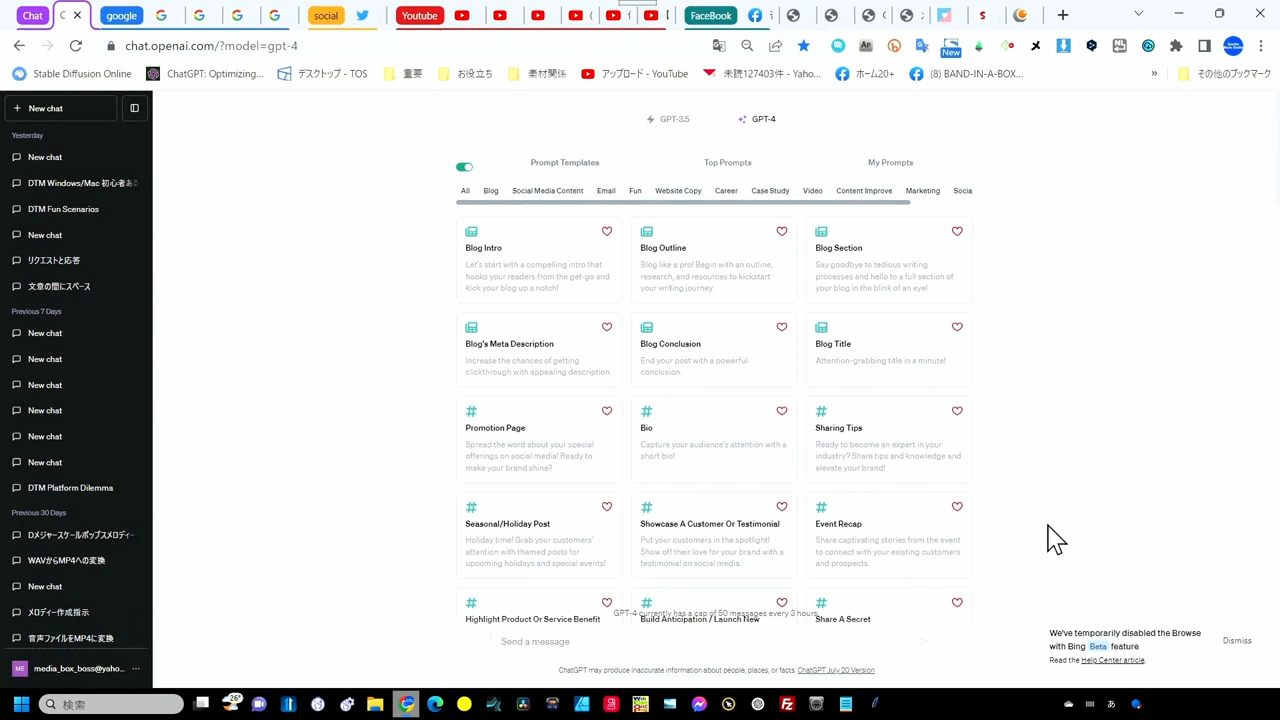 Chat
google
social
Youtube
FaceBook
chat.openai.com/?model=gpt-4
New
Stable Diffusion Online
ChatGPT: Optimizing...
デスクトップ - TOS
重要
お役立ち
素材関係
アップロード - YouTube
未読127403件 - Yaho...
ホーム20+
(8) BAND-IN-A-BOX...
»
その他のブックマーク
+ New chat
Yesterday
New chat
DTM Windows/Mac 初心者ある
DTM Fun Scenarios
New chat
リクエストと応答
文章の間にスペース
Previous 7 Days
New chat
New chat
New chat
New chat
New chat
New chat
DTM Platform Dilemma
Previous 30 Days
Dメジャースケールポップスメロディー
WAVからMP4への変換
New chat
メロディー作成指示
音声ファイルをMP4に変換
ME media_box_boss@yaho... ...
GPT-3.5
GPT-4
Prompt Templates
Top Prompts
My Prompts
All Blog Social Media Content Email Fun Website Copy Career Case Study Video Content Improve Marketing Socia
Blog Intro
Let's start with a compelling intro that
hooks your readers from the get-go and
kick your blog up a notch!
Blog Outline
Blog like a pro! Begin with an outline,
research, and resources to kickstart
your writing journey.
Blog Section
Say goodbye to tedious writing
processes and hello to a full section of
your blog in the blink of an eye!
Blog's Meta Description
Increase the chances of getting
clickthrough with appealing description.
Blog Conclusion
End your post with a powerful
conclusion.
Blog Title
Attention-grabbing title in a minute!
Promotion Page
Spread the word about your special
offerings on social media! Ready to
make your brand shine?
Bio
Capture your audience's attention with a
short bio!
Sharing Tips
Ready to become an expert in your
industry? Share tips and knowledge and
elevate your brand!
Seasonal/Holiday Post
Holiday time! Grab your customers'
attention with themed posts for
upcoming holidays and special events!
Showcase A Customer Or Testimonial
Put your customers in the spotlight!
Show off their love for your brand with a
testimonial on social media.
Event Recap
Share captivating stories from the event
to connect with your existing customers
and prospects.
GPT-4 currently has a cap of 50 messages every 3 hours.
Highlight Product Or Service Benefit
Build Anticipation / Launch New
Share A Secret
Send a message
ChatGPT may produce inaccurate information about people, places, or facts. ChatGPT July 20 Version
We've temporarily disabled the Browse
with Bing Beta feature
Read the Help Center article.
Dismiss
検索
26°
あ